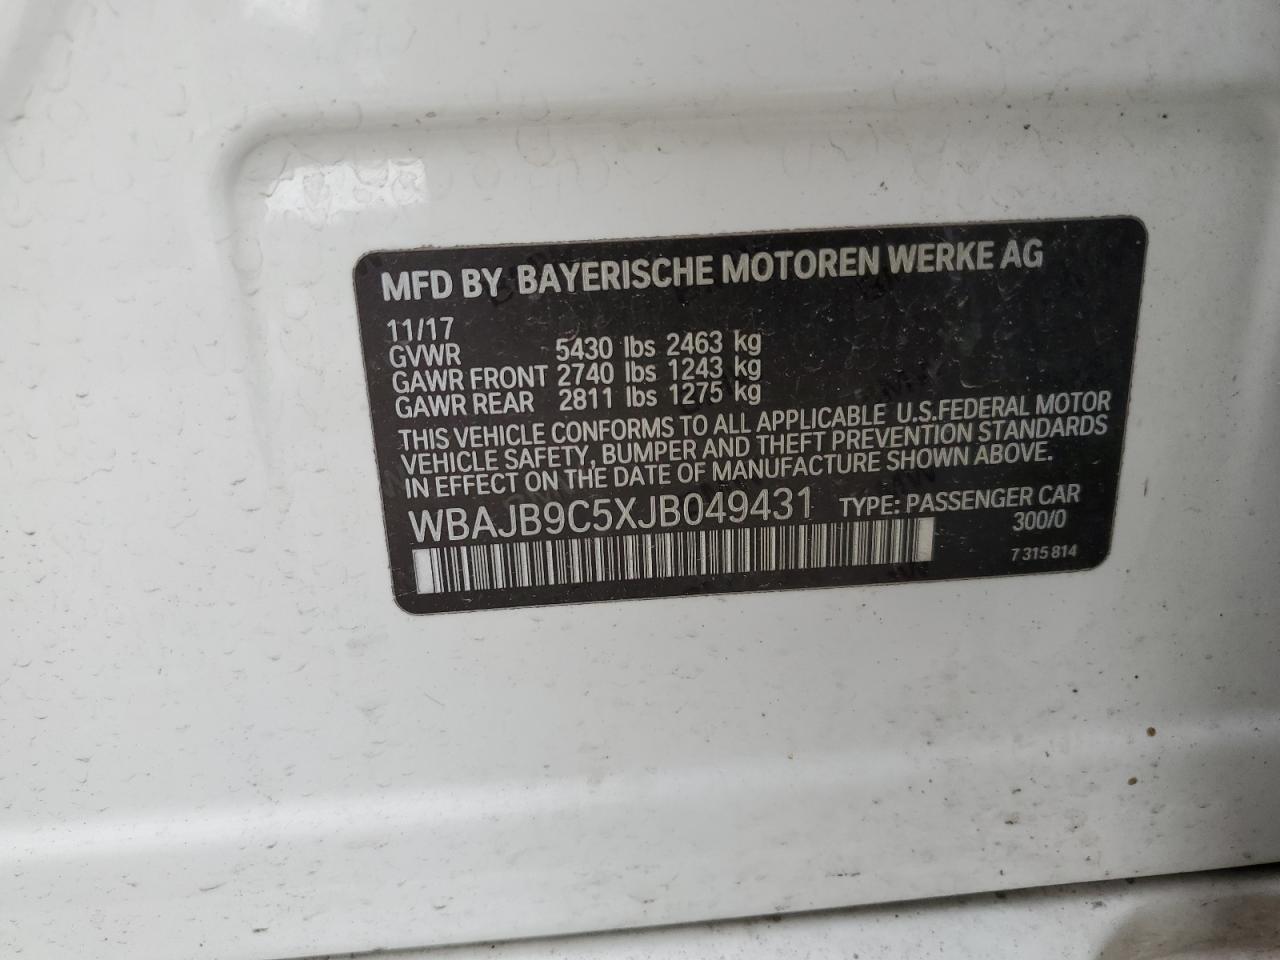 MFD BY BAYERISCHE MOTOREN WERKE AG
11/17
GVWR 5430 lbs 2463 kg
GAWR FRONT 2740 lbs 1243 kg
GAWR REAR 2811 lbs 1275 kg
THIS VEHICLE CONFORMS TO ALL APPLICABLE U.S.FEDERAL MOTOR
VEHICLE SAFETY, BUMPER AND THEFT PREVENTION STANDARDS
IN EFFECT ON THE DATE OF MANUFACTURE SHOWN ABOVE.
WBAJB9C5XJB049431 TYPE: PASSENGER CAR
300/0
7 315 814